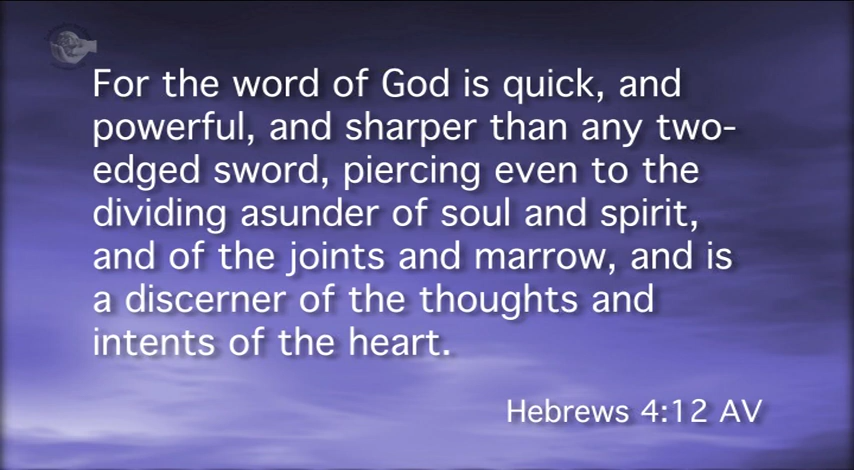 For the word of God is quick, and
powerful, and sharper than any two-
edged sword, piercing even to the
dividing asunder of soul and spirit,
and of the joints and marrow, and is
a discerner of the thoughts and
intents of the heart.
Hebrews 4:12 AV